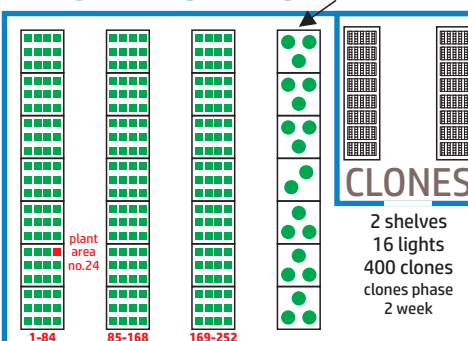 plant
area
no.24
1-84
85-168
169-252
CLONES
2 shelves
16 lights
400 clones
clones phase
2 week